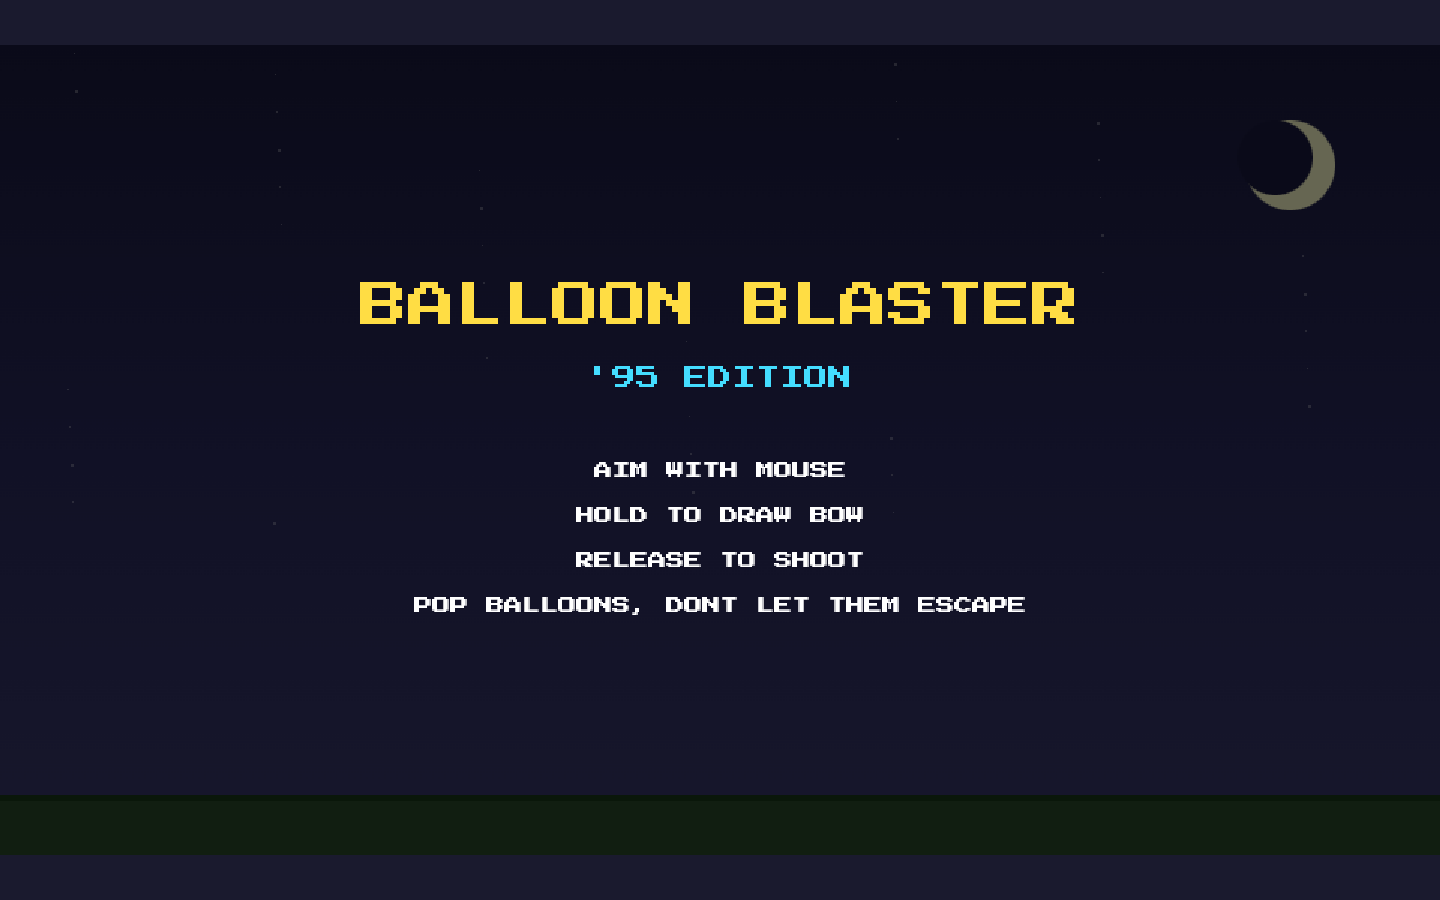 BALLOON BLASTER
'95 EDITION
AIM WITH MOUSE
HOLD TO DRAW BOW
RELEASE TO SHOOT
POP BALLOONS, DONT LET THEM ESCAPE